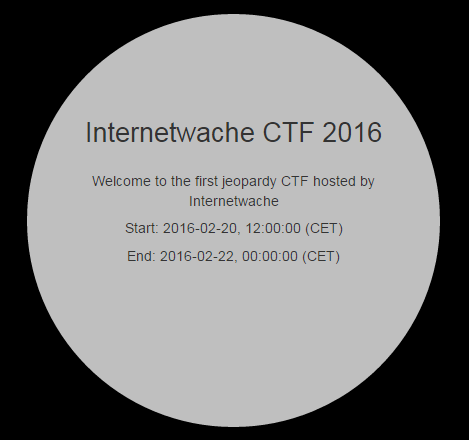 Internetwache CTF 2016
Welcome to the first jeopardy CTF hosted by
Internetwache
Start: 2016-02-20, 12:00:00 (CET)
End: 2016-02-22, 00:00:00 (CET)